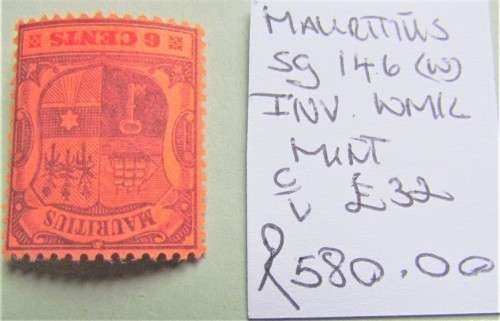 6 CENTS
MAURITIUS
MAURITIUS
SG 146 (W)
INV. WMK
MINT
C/V £32
R580.00